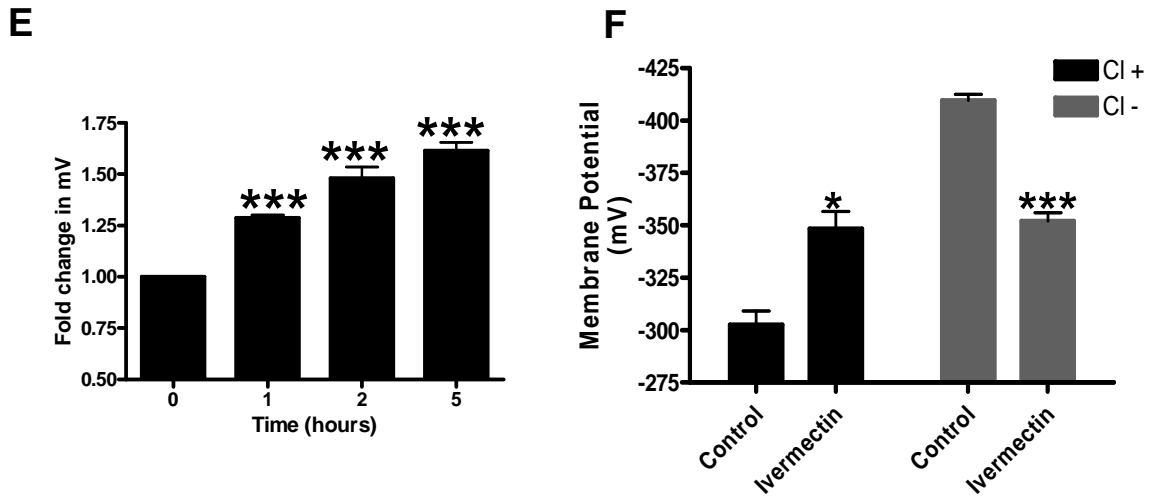 E
Fold change in mV
1.75
1.50
1.25
1.00
0.75
0.50
***
***
***
0 1 2 5
Time (hours)
F
Membrane Potential
(mV)
-425
-400
-375
-350
-325
-300
-275
*
***
Control
Ivermectin
Control
Ivermectin
Cl +
Cl -